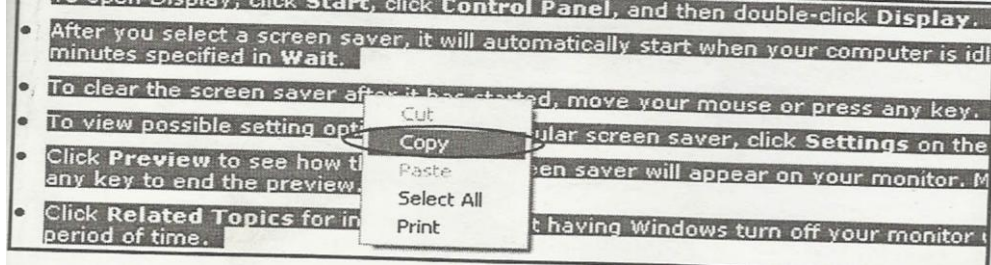 To open Display, click Start, click Control Panel, and then double-click Display.
After you select a screen saver, it will automatically start when your computer is idl
minutes specified in Wait.
To clear the screen saver after it has started, move your mouse or press any key.
To view possible setting opt ular screen saver, click Settings on the
Click Preview to see how t een saver will appear on your monitor. M
any key to end the preview.
Click Related Topics for in t having Windows turn off your monitor
period of time.
Cut
Copy
Paste
Select All
Print